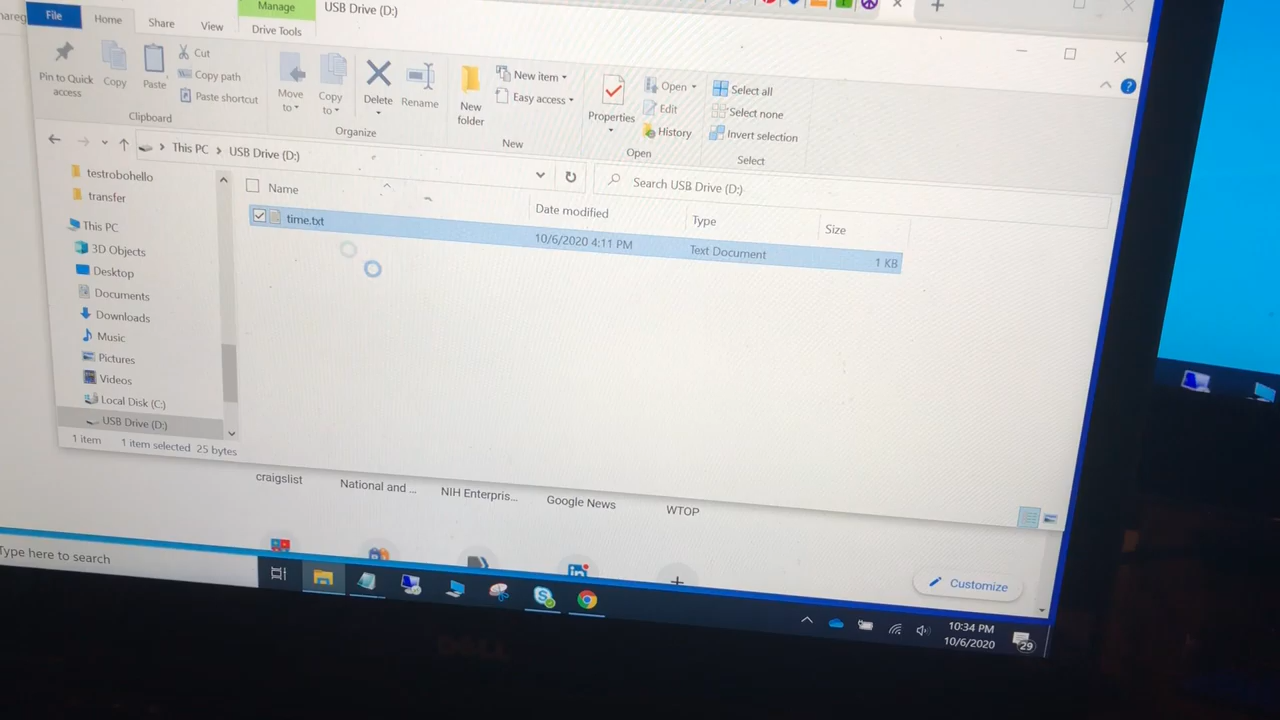 Manage
USB Drive (D:)
File
Home
Share
View
Drive Tools
Pin to Quick access
Copy
Paste
Cut
Copy path
Paste shortcut
Clipboard
Move to
Copy to
Delete
Rename
Organize
New folder
New item
Easy access
New
Properties
Open
Edit
History
Open
Select all
Select none
Invert selection
Select
This PC > USB Drive (D:)
Search USB Drive (D:)
testrobohello
transfer
This PC
3D Objects
Desktop
Documents
Downloads
Music
Pictures
Videos
Local Disk (C:)
USB Drive (D:)
Name
Date modified
Type
Size
time.txt
10/6/2020 4:11 PM
Text Document
1 KB
1 item
1 item selected 25 bytes
craigslist
National and ...
NIH Enterpris...
Google News
WTOP
Customize
Type here to search
10:34 PM
10/6/2020
29
DELL